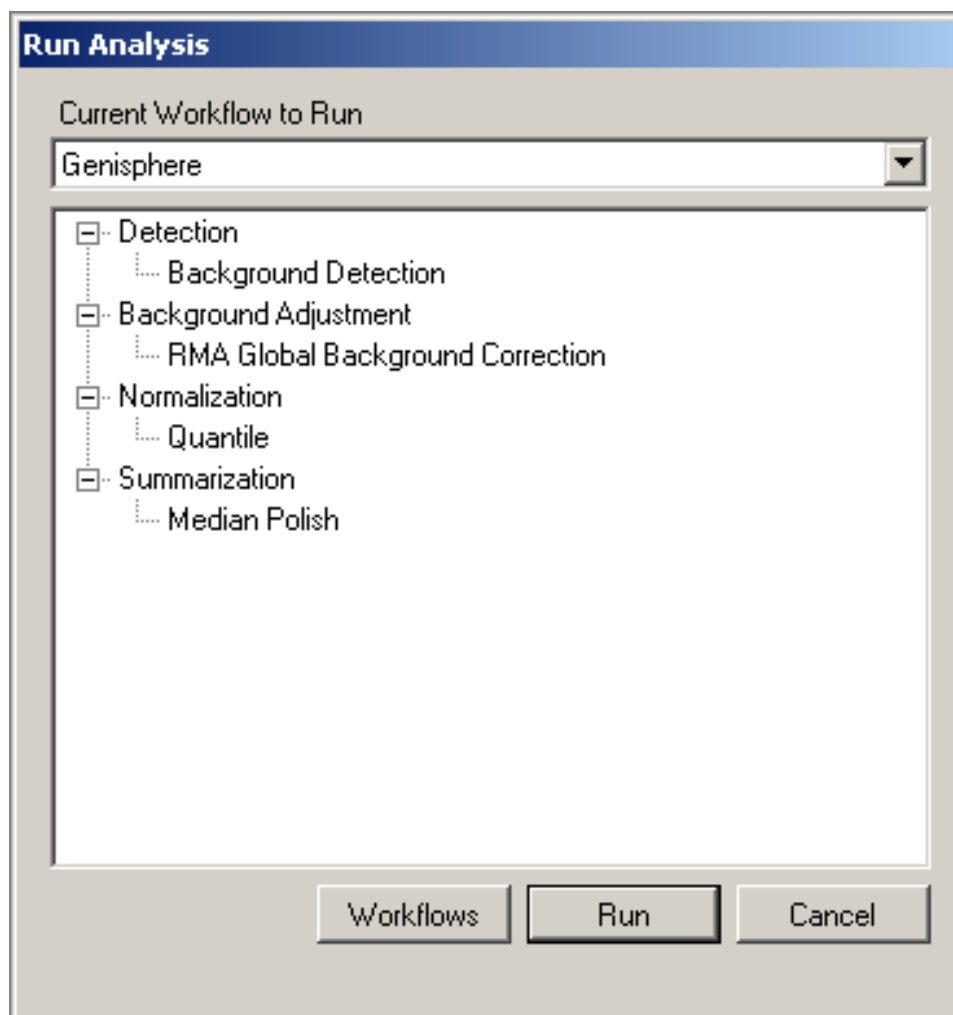 Run Analysis
Current Workflow to Run
Genisphere
Detection
Background Detection
Background Adjustment
RMA Global Background Correction
Normalization
Quantile
Summarization
Median Polish
Workflows Run Cancel